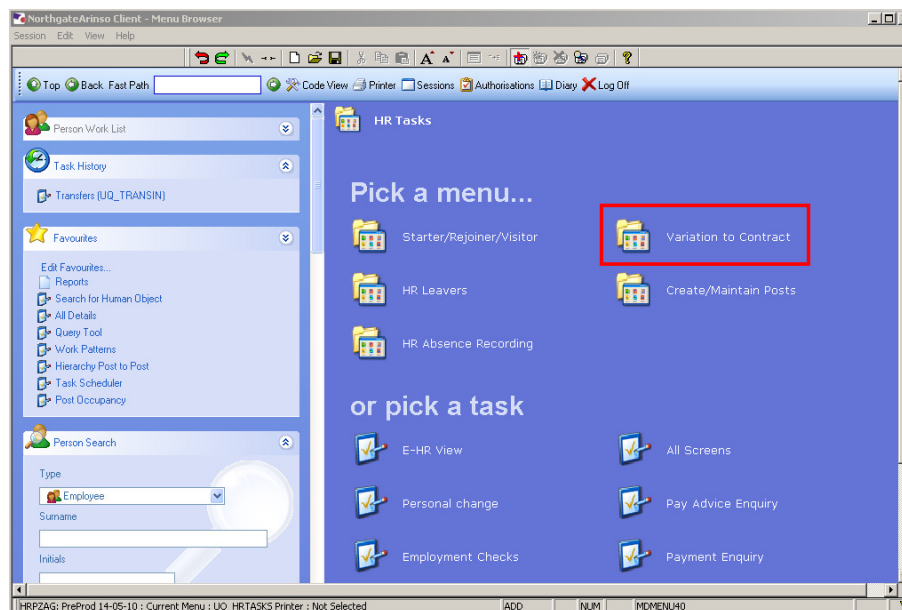 NorthgateArinso Client - Menu Browser
Session Edit View Help
Top Back Fast Path Code View Printer Sessions Authorisations Diary Log Off
Person Work List
Task History
Transfers (UQ_TRANSIN)
Favourites
Edit Favourites...
Reports
Search for Human Object
All Details
Query Tool
Work Patterns
Hierarchy Post to Post
Task Scheduler
Post Occupancy
Person Search
Type
Employee
Surname
Initials
HR Tasks
Pick a menu...
Starter/Rejoiner/Visitor Variation to Contract
HR Leavers Create/Maintain Posts
HR Absence Recording
or pick a task
E-HR View All Screens
Personal change Pay Advice Enquiry
Employment Checks Payment Enquiry
HRPZAG: PreProd 14-05-10 : Current Menu : UO_HRTASKS Printer : Not Selected ADD NUM MDMENU40